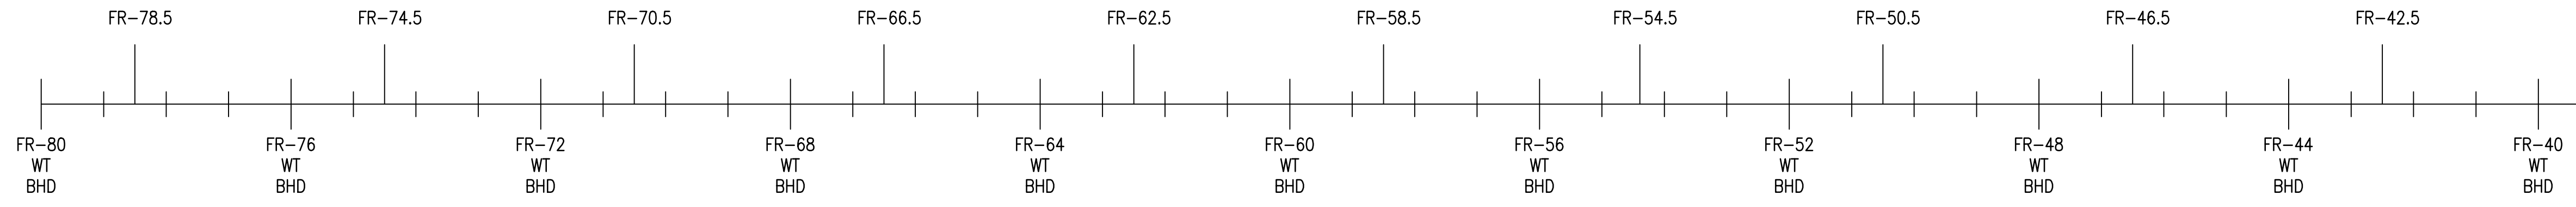 FR-78.5 FR-74.5 FR-70.5 FR-66.5 FR-62.5 FR-58.5 FR-54.5 FR-50.5 FR-46.5 FR-42.5
FR-80 FR-76 FR-72 FR-68 FR-64 FR-60 FR-56 FR-52 FR-48 FR-44 FR-40
WT WT WT WT WT WT WT WT WT WT WT
BHD BHD BHD BHD BHD BHD BHD BHD BHD BHD BHD